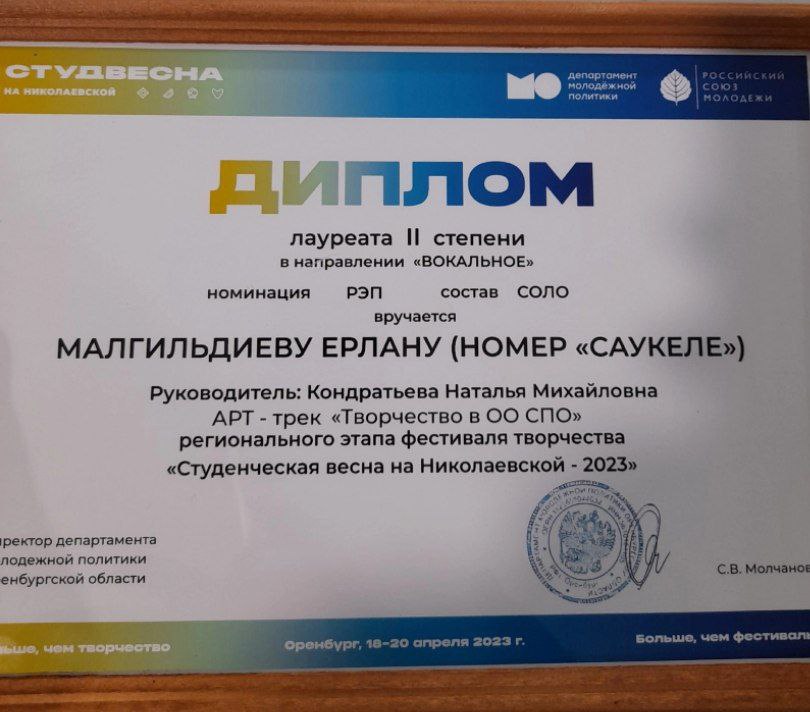 СТУДВЕСНА
НА НИКОЛАЕВСКОЙ
МО
департамент
молодёжной
политики
РОССИЙСКИЙ
СОЮЗ
МОЛОДЕЖИ
ДИПЛОМ
лауреата II степени
в направлении «ВОКАЛЬНОЕ»
номинация РЭП состав СОЛО
вручается
МАЛГИЛЬДИЕВУ ЕРЛАНУ (НОМЕР «САУКЕЛЕ»)
Руководитель: Кондратьева Наталья Михайловна
АРТ - трек «Творчество в ОО СПО»
регионального этапа фестиваля творчества
«Студенческая весна на Николаевской - 2023»
иректор департамента
олодежной политики
енбургской области
С.В. Молчанов
ьше, чем творчество
Оренбург, 18-20 апреля 2023 г.
Больше, чем фестиваль